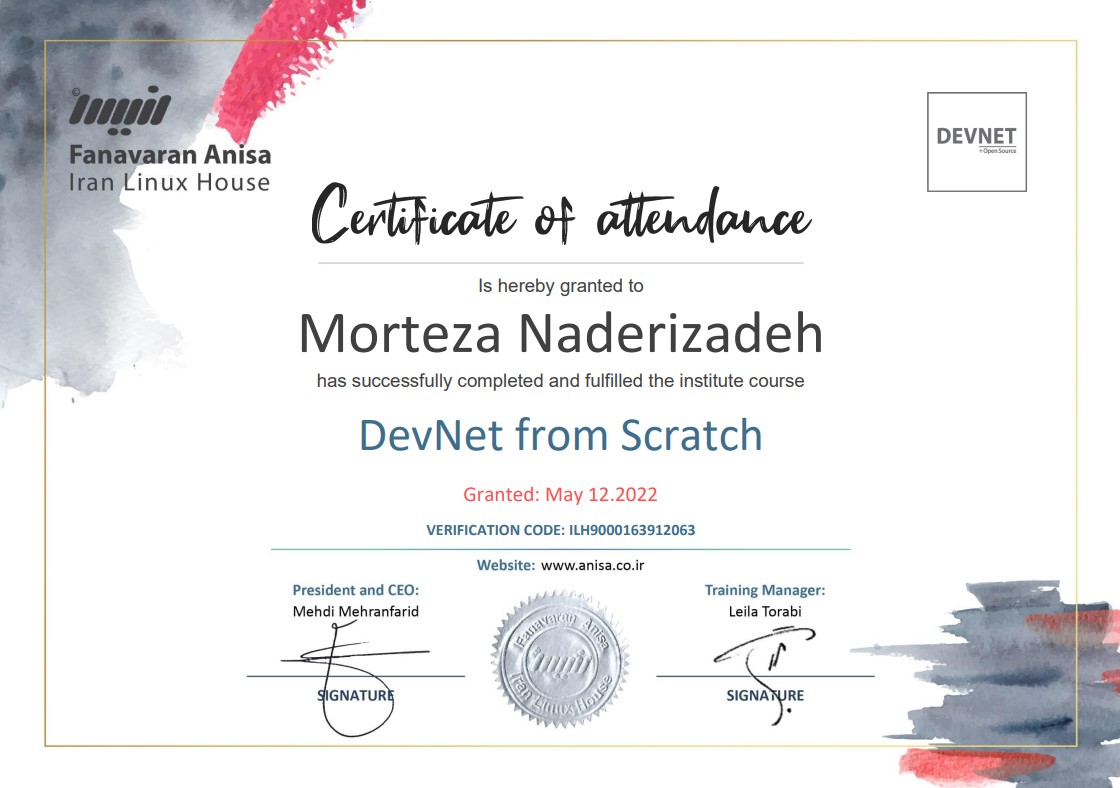 ©
انیسا
Fanavaran Anisa
Iran Linux House
DEVNET
+Open Source
Certificate of attendance
Is hereby granted to
Morteza Naderizadeh
has successfully completed and fulfilled the institute course
DevNet from Scratch
Granted: May 12.2022
VERIFICATION CODE: ILH9000163912063
Website: www.anisa.co.ir
President and CEO:
Mehdi Mehranfarid
SIGNATURE
Fanavaran Anisa
انیسا
Iran Linux House
Training Manager:
Leila Torabi
SIGNATURE